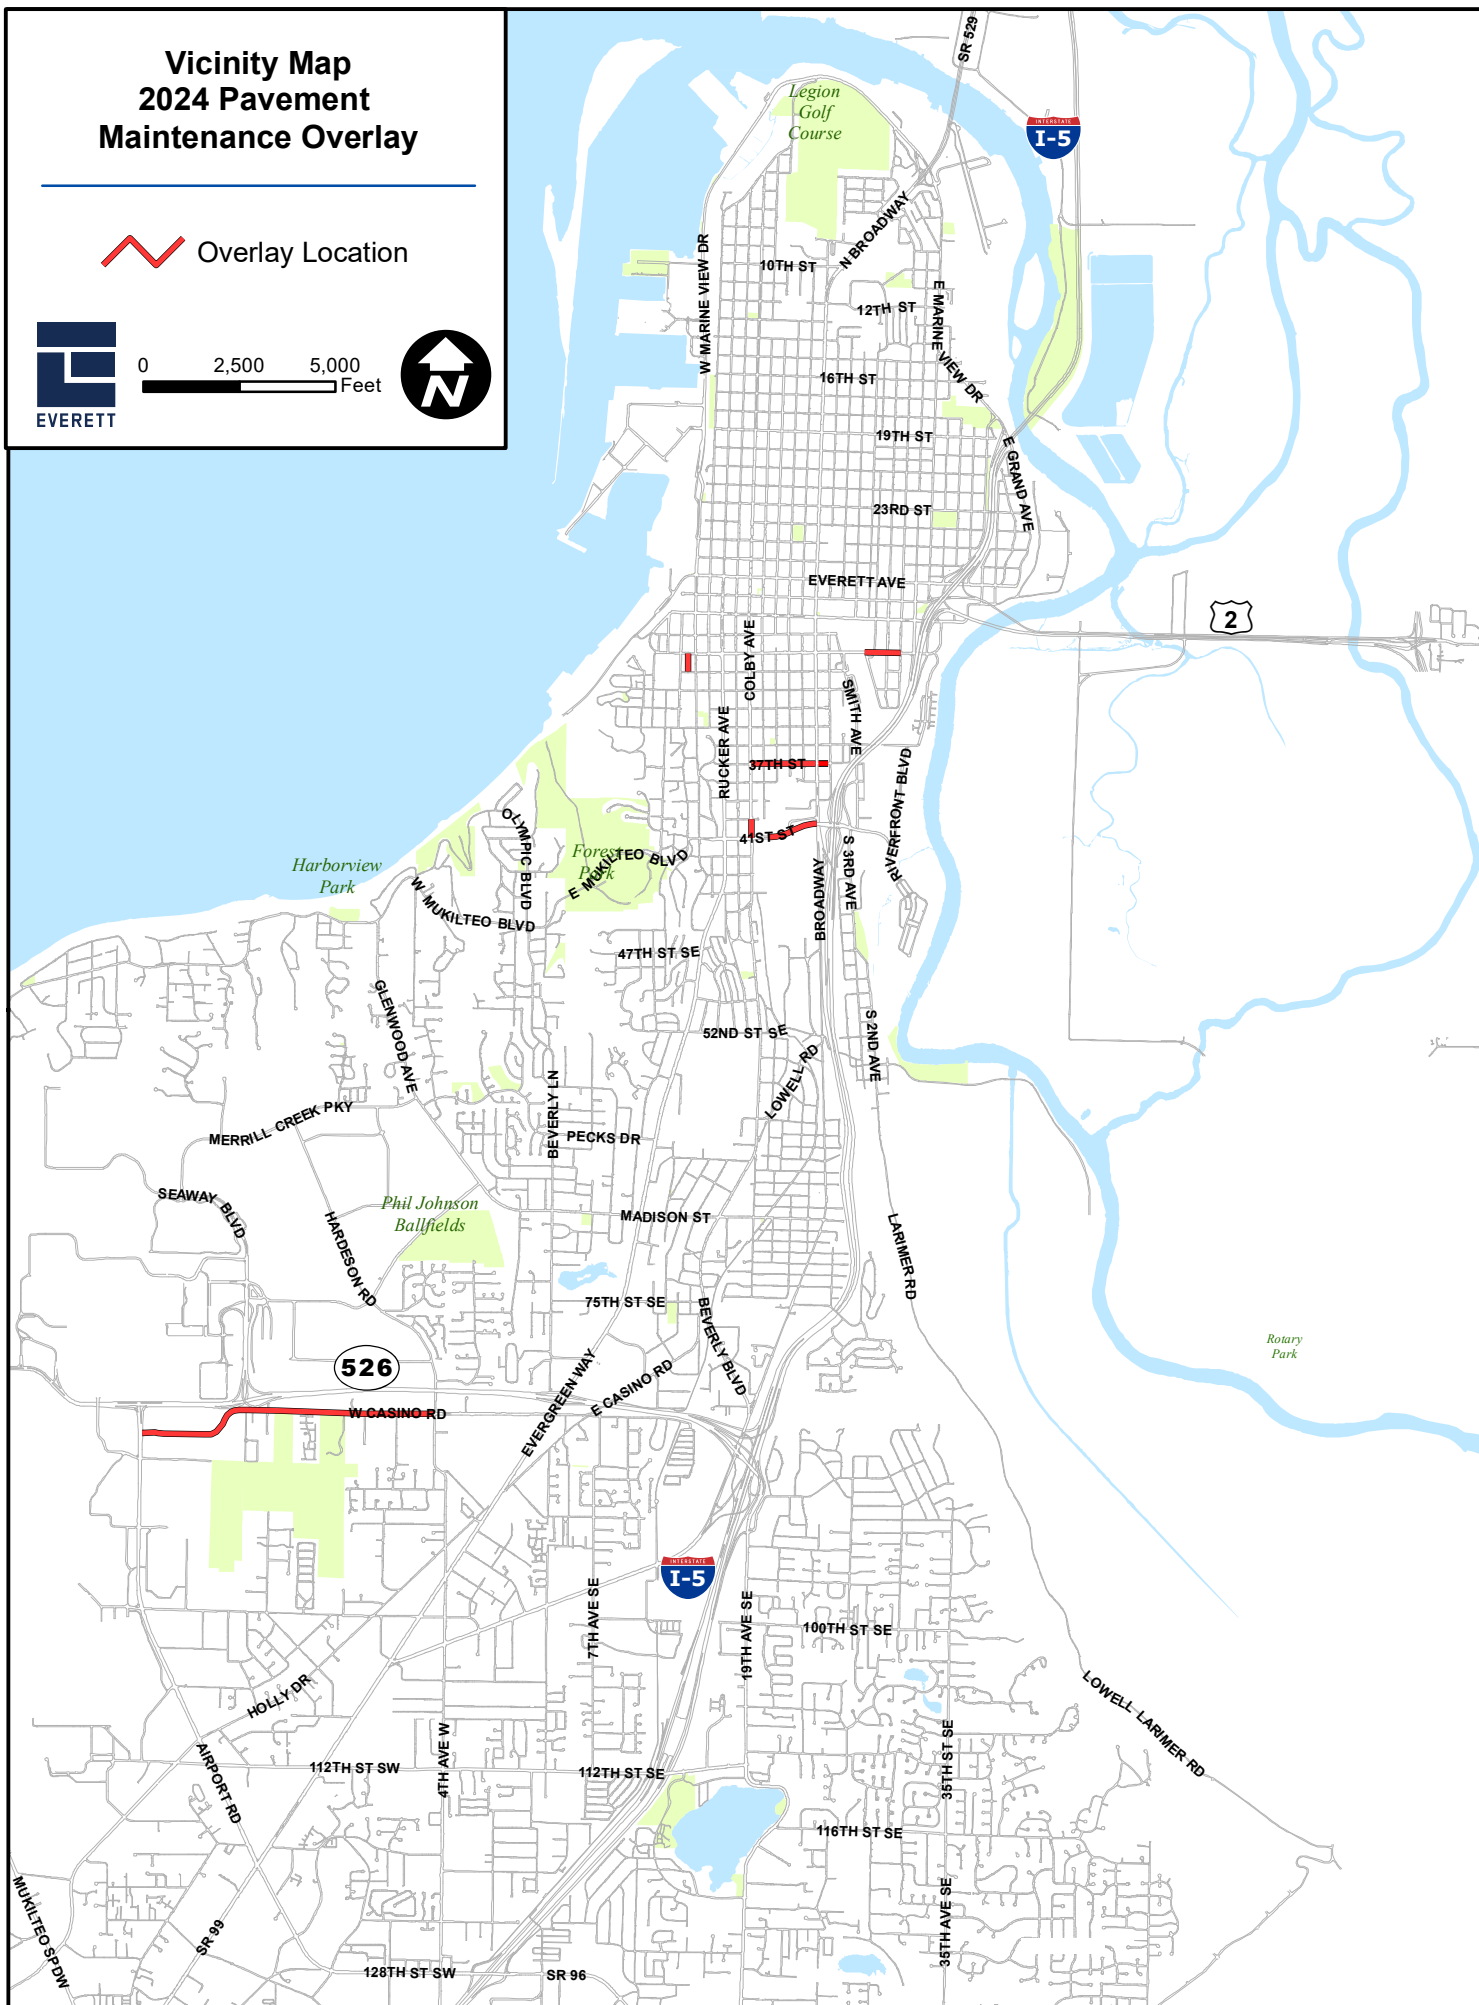 Vicinity Map
2024 Pavement
Maintenance Overlay
Overlay Location
EVERETT
0 2,500 5,000
Feet
N
SR 529
Legion
Golf
Course
INTERSTATE
I-5
N BROADWAY
W MARINE VIEW DR
10TH ST
12TH ST
E MARINE VIEW DR
16TH ST
19TH ST
E GRAND AVE
23RD ST
EVERETT AVE
2
COLBY AVE
SMITH AVE
RUCKER AVE
37TH ST
RIVERFRONT BLVD
OLYMPIC BLVD
41ST ST
S 3RD AVE
Harborview
Park
Forest
Park
E MUKILTEO BLVD
W MUKILTEO BLVD
BROADWAY
47TH ST SE
GLENWOOD AVE
52ND ST SE
S 2ND AVE
LOWELL RD
BEVERLY LN
MERRILL CREEK PKY
PECKS DR
SEAWAY BLVD
Phil Johnson
Ballfields
MADISON ST
HARDESON RD
LARIMER RD
75TH ST SE
BEVERLY BLVD
Rotary
Park
526
EVERGREEN WAY
E CASINO RD
W CASINO RD
INTERSTATE
I-5
7TH AVE SE
19TH AVE SE
100TH ST SE
HOLLY DR
LOWELL LARIMER RD
AIRPORT RD
4TH AVE W
35TH ST SE
112TH ST SW
112TH ST SE
116TH ST SE
MUKILTEO SPDW
SR 99
35TH AVE SE
128TH ST SW
SR 96